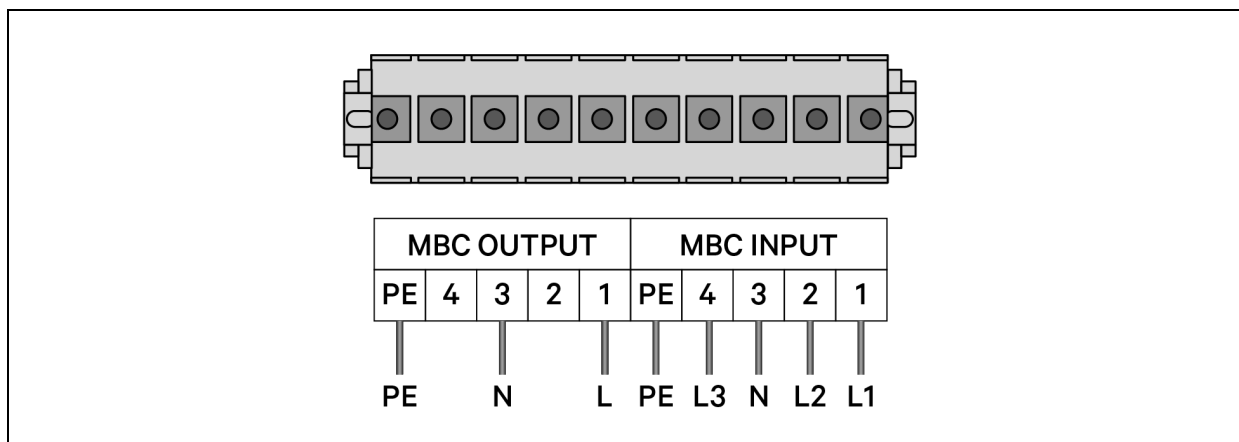 MBC OUTPUT MBC INPUT
PE 4 3 2 1 PE 4 3 2 1
PE N L PE L3 N L2 L1